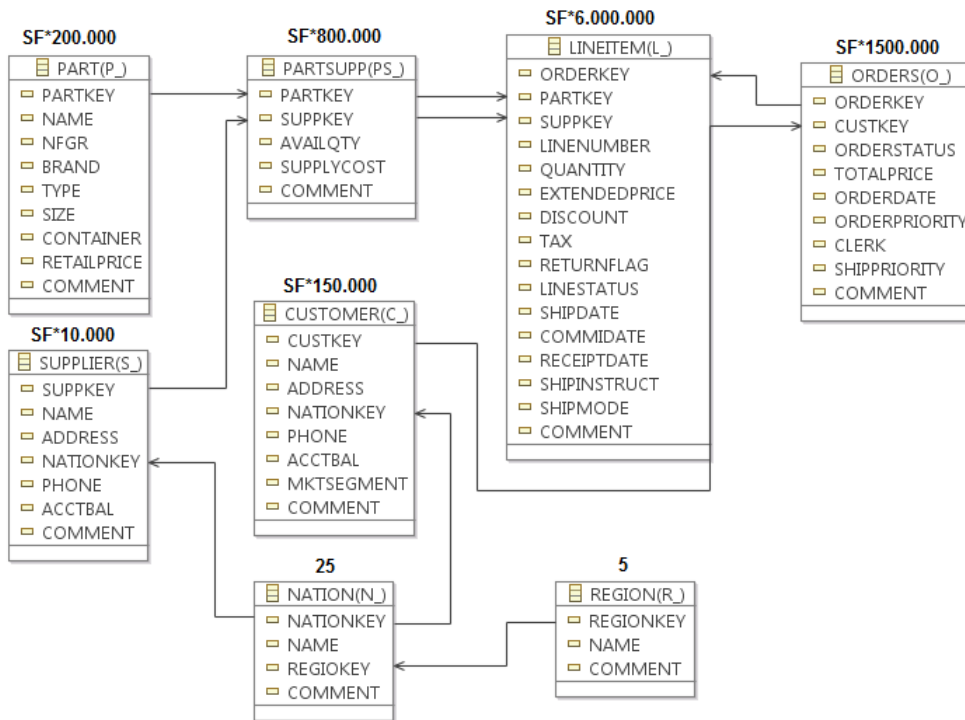 SF*200.000
PART(P_)
PARTKEY
NAME
NFGR
BRAND
TYPE
SIZE
CONTAINER
RETAILPRICE
COMMENT
SF*800.000
PARTSUPP(PS_)
PARTKEY
SUPPKEY
AVAILQTY
SUPPLYCOST
COMMENT
SF*6.000.000
LINEITEM(L_)
ORDERKEY
PARTKEY
SUPPKEY
LINENUMBER
QUANTITY
EXTENDEDPRICE
DISCOUNT
TAX
RETURNFLAG
LINESTATUS
SHIPDATE
COMMIDATE
RECEIPTDATE
SHIPINSTRUCT
SHIPMODE
COMMENT
SF*1500.000
ORDERS(O_)
ORDERKEY
CUSTKEY
ORDERSTATUS
TOTALPRICE
ORDERDATE
ORDERPRIORITY
CLERK
SHIPPRIORITY
COMMENT
SF*10.000
SUPPLIER(S_)
SUPPKEY
NAME
ADDRESS
NATIONKEY
PHONE
ACCTBAL
COMMENT
SF*150.000
CUSTOMER(C_)
CUSTKEY
NAME
ADDRESS
NATIONKEY
PHONE
ACCTBAL
MKTSEGMENT
COMMENT
25
NATION(N_)
NATIONKEY
NAME
REGIOKEY
COMMENT
5
REGION(R_)
REGIONKEY
NAME
COMMENT